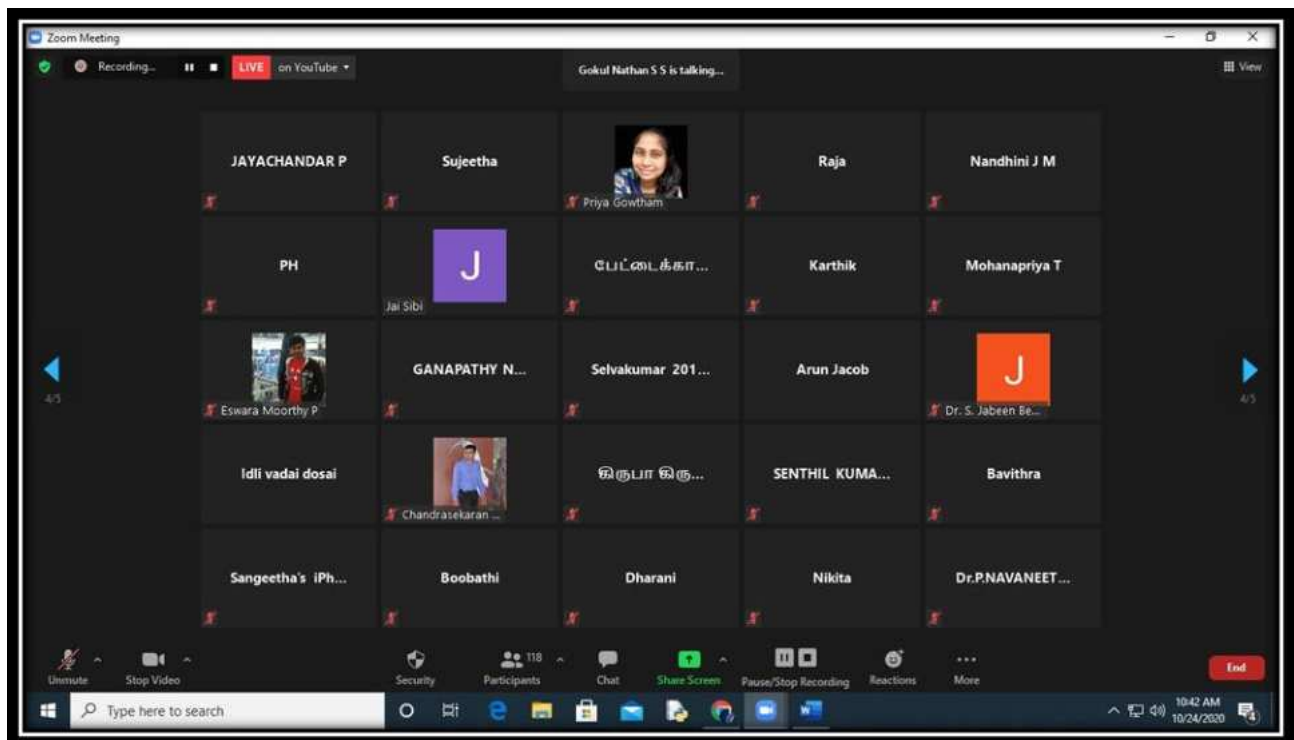 Zoom Meeting
Recording... LIVE on YouTube Gokul Nathan S S is talking... View
JAYACHANDAR P Sujeetha Priya Gowtham Raja Nandhini J M
PH J Jai Sibi பேட்டைக்கா... Karthik Mohanapriya T
4/5 Eswara Moorthy P GANAPATHY N... Selvakumar 201... Arun Jacob J Dr. S. Jabeen Be... 4/5
Idli vadai dosai Chandrasekaran ... கிருபா கிரு... SENTHIL KUMA... Bavithra
Sangeetha's iPh... Boobathi Dharani Nikita Dr.P.NAVANEET...
Unmute Stop Video Security Participants 118 Chat Share Screen Pause/Stop Recording Reactions More End
Type here to search 10:42 AM
10/24/2020